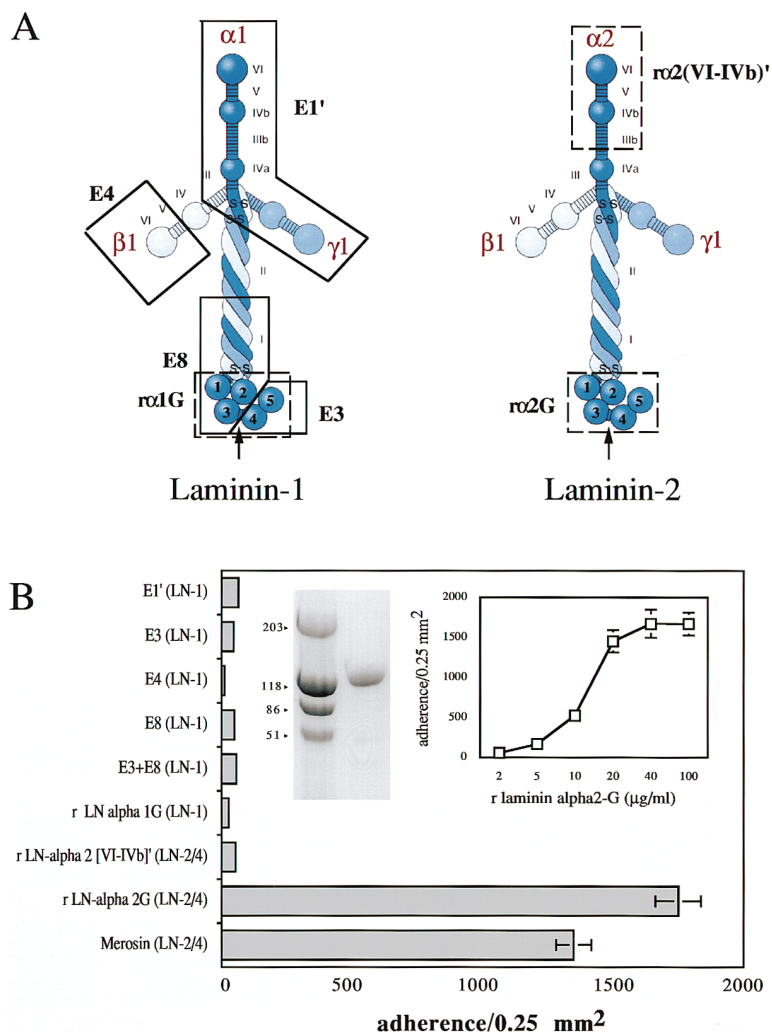 A
α1
VI
V
IVb
IIIb
IVa
E1'
E4
II
IV
V
VI
β1
S-S
S-S
γ1
II
I
E8
S-S
rα1G
1 2 3 4 5
E3
Laminin-1
α2
VI
V
IVb
IIIb
IVa
rα2(VI-IVb)'
III
IV
V
VI
β1
S-S
S-S
γ1
II
I
S-S
rα2G
1 2 3 4 5
Laminin-2
B
E1' (LN-1)
E3 (LN-1)
E4 (LN-1)
E8 (LN-1)
E3+E8 (LN-1)
r LN alpha 1G (LN-1)
r LN-alpha 2 [VI-IVb]' (LN-2/4)
r LN-alpha 2G (LN-2/4)
Merosin (LN-2/4)
0 500 1000 1500 2000
adherence/0.25 mm²
203
118
86
51
adherence/0.25 mm²
2000
1500
500
0
2 5 10 20 40 100
r laminin alpha2-G (µg/ml)